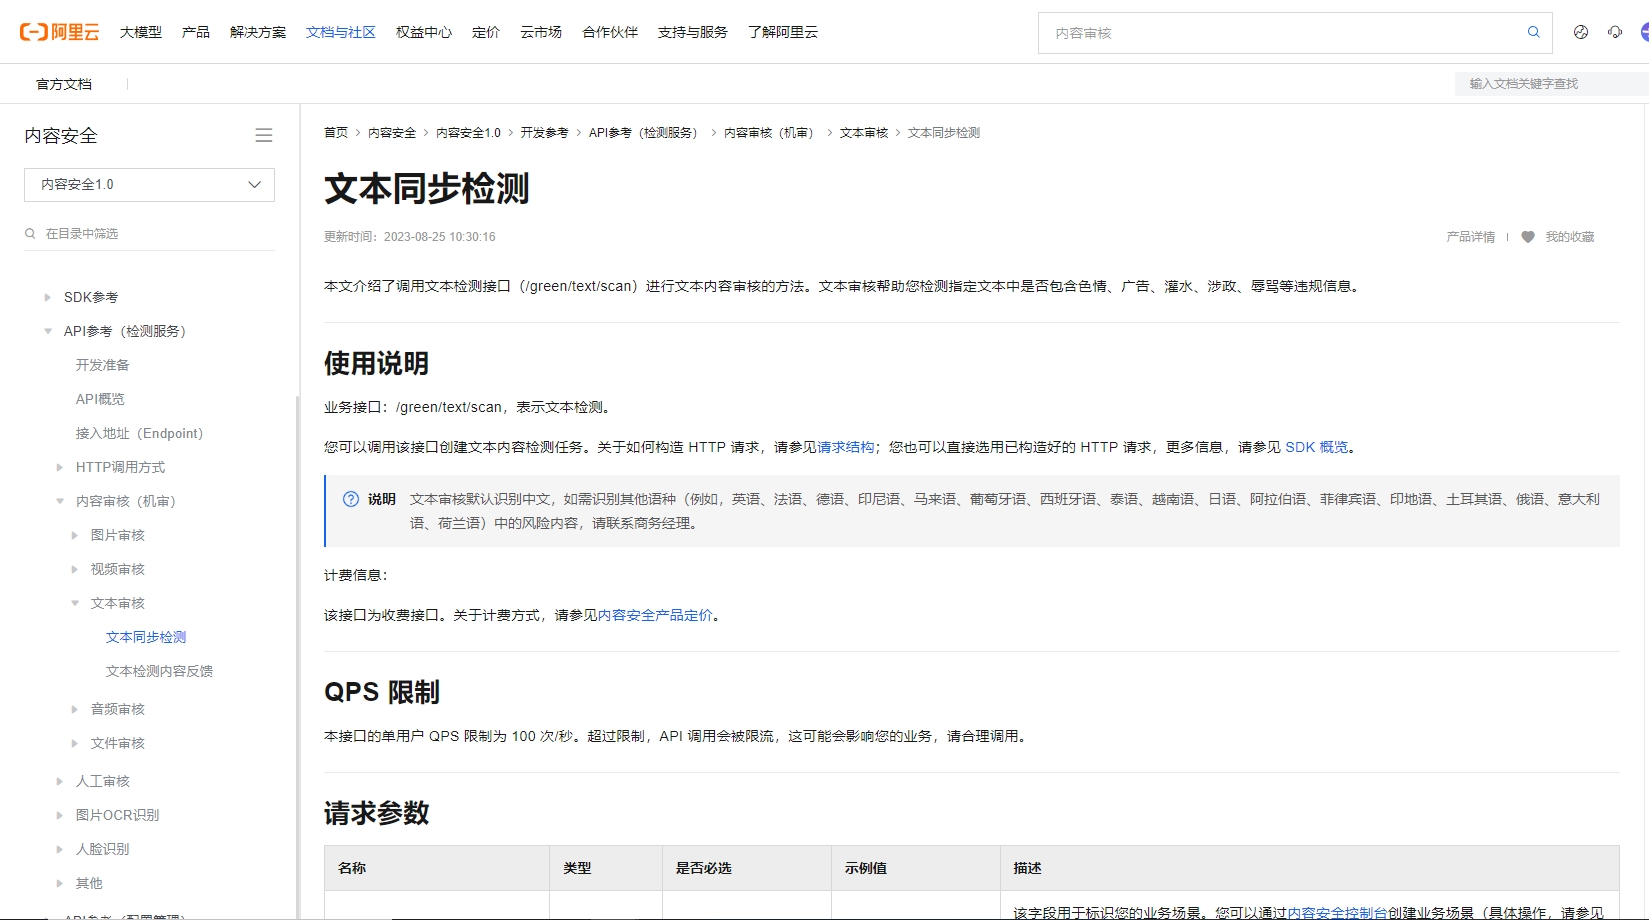 阿里云 大模型 产品 解决方案 文档与社区 权益中心 定价 云市场 合作伙伴 支持与服务 了解阿里云 内容审核
官方文档 输入文档关键字查找
内容安全
内容安全1.0
在目录中筛选
SDK参考
API参考（检测服务）
开发准备
API概览
接入地址（Endpoint）
HTTP调用方式
内容审核（机审）
图片审核
视频审核
文本审核
文本同步检测
文本检测内容反馈
音频审核
文件审核
人工审核
图片OCR识别
人脸识别
其他
API参考（配置管理）
首页 > 内容安全 > 内容安全1.0 > 开发参考 > API参考（检测服务） > 内容审核（机审） > 文本审核 > 文本同步检测
文本同步检测
更新时间：2023-08-25 10:30:16
产品详情 我的收藏
本文介绍了调用文本检测接口（/green/text/scan）进行文本内容审核的方法。文本审核帮助您检测指定文本中是否包含色情、广告、灌水、涉政、辱骂等违规信息。
使用说明
业务接口：/green/text/scan，表示文本检测。
您可以调用该接口创建文本内容检测任务。关于如何构造 HTTP 请求，请参见请求结构；您也可以直接选用已构造好的 HTTP 请求，更多信息，请参见 SDK 概览。
说明 文本审核默认识别中文，如需识别其他语种（例如，英语、法语、德语、印尼语、马来语、葡萄牙语、西班牙语、泰语、越南语、日语、阿拉伯语、菲律宾语、印地语、土耳其语、俄语、意大利
语、荷兰语）中的风险内容，请联系商务经理。
计费信息：
该接口为收费接口。关于计费方式，请参见内容安全产品定价。
QPS 限制
本接口的单用户 QPS 限制为 100 次/秒。超过限制，API 调用会被限流，这可能会影响您的业务，请合理调用。
请求参数
名称 类型 是否必选 示例值 描述
该字段用于标识您的业务场景。您可以通过内容安全控制台创建业务场景（具体操作，请参见